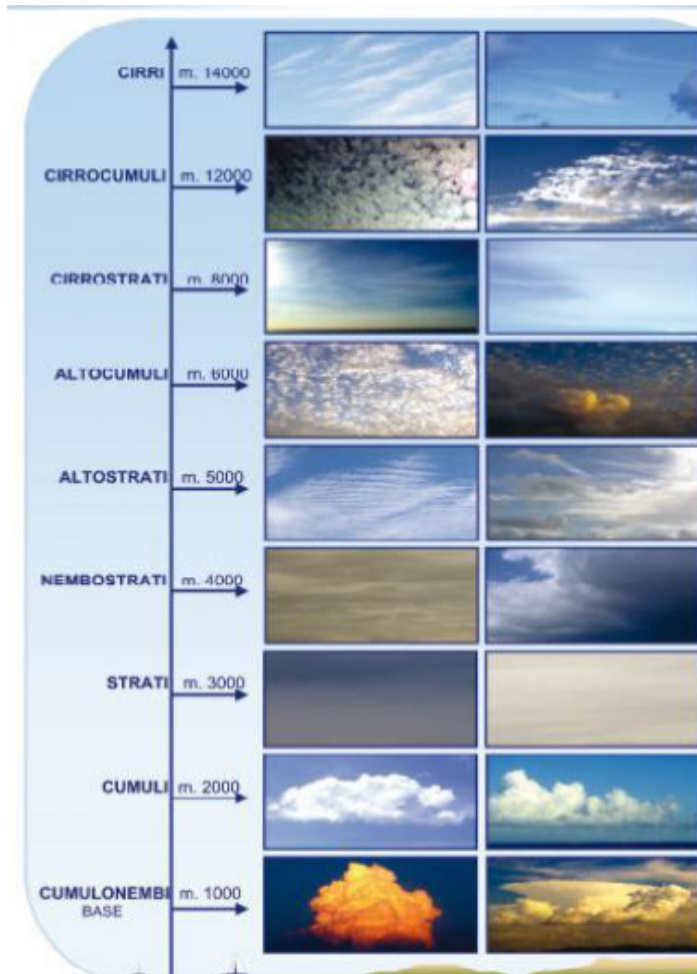 CIRRI m. 14000
CIRROCUMULI m. 12000
CIRROSTRATI m. 8000
ALTOCUMULI m. 6000
ALTOSTRATI m. 5000
NEMBOSTRATI m. 4000
STRATI m. 3000
CUMULI m. 2000
CUMULONEMBI m. 1000
BASE